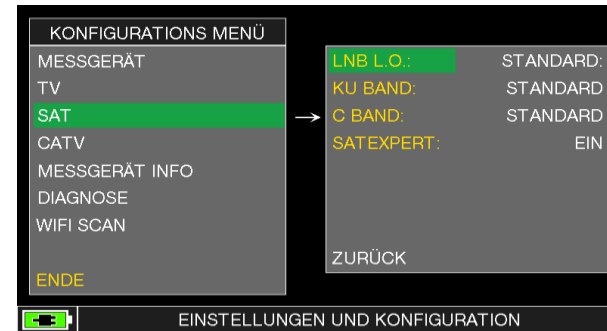 KONFIGURATIONS MENÜ
MESSGERÄT
TV
SAT
CATV
MESSGERÄT INFO
DIAGNOSE
WIFI SCAN
ENDE
→
LNB L.O.: STANDARD:
KU BAND: STANDARD
C BAND: STANDARD
SATEXPERT: EIN
ZURÜCK
EINSTELLUNGEN UND KONFIGURATION